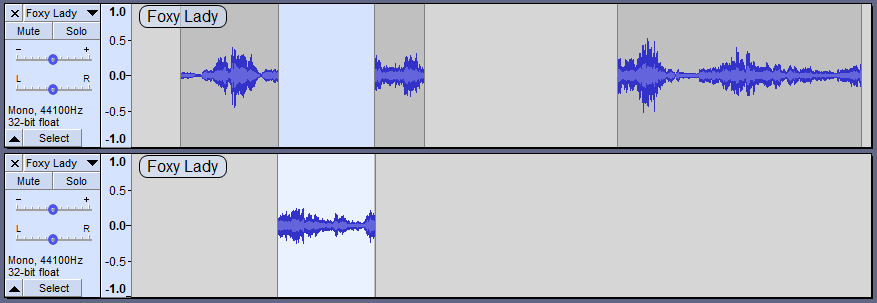 Foxy Lady
Mute Solo
- +
L R
Mono, 44100Hz
32-bit float
Select
1.0
0.5
0.0
-0.5
-1.0
Foxy Lady
Foxy Lady
Mute Solo
- +
L R
Mono, 44100Hz
32-bit float
Select
1.0
0.5
0.0
-0.5
-1.0
Foxy Lady